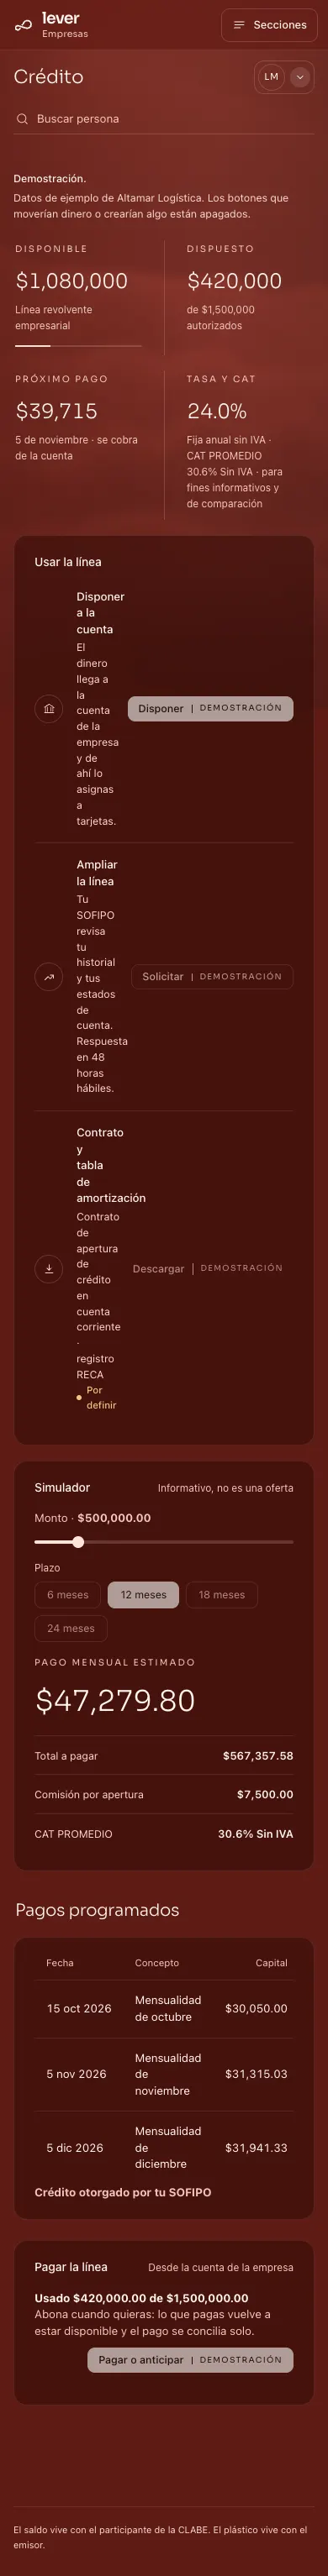 lever
Empresas
Secciones
Crédito
LM
Buscar persona
Demostración.
Datos de ejemplo de Altamar Logística. Los botones que
moverían dinero o crearían algo están apagados.
DISPONIBLE
$1,080,000
Línea revolvente
empresarial
DISPUESTO
$420,000
de $1,500,000
autorizados
PRÓXIMO PAGO
$39,715
5 de noviembre · se cobra
de la cuenta
TASA Y CAT
24.0%
Fija anual sin IVA ·
CAT PROMEDIO
30.6% Sin IVA · para
fines informativos y
de comparación
Usar la línea
Disponer
a la
cuenta
El
dinero
llega a
la
cuenta
de la
empresa
y de
ahí lo
asignas
a
tarjetas.
Disponer | DEMOSTRACIÓN
Ampliar
la línea
Tu
SOFIPO
revisa
tu
historial
y tus
estados
de
cuenta.
Respuesta
en 48
horas
hábiles.
Solicitar | DEMOSTRACIÓN
Contrato
y
tabla
de
amortización
Contrato
de
apertura
de
crédito
en
cuenta
corriente
·
registro
RECA
Por
definir
Descargar | DEMOSTRACIÓN
Simulador
Informativo, no es una oferta
Monto · $500,000.00
Plazo
6 meses
12 meses
18 meses
24 meses
PAGO MENSUAL ESTIMADO
$47,279.80
Total a pagar $567,357.58
Comisión por apertura $7,500.00
CAT PROMEDIO 30.6% Sin IVA
Pagos programados
Fecha Concepto Capital
15 oct 2026 Mensualidad $30,050.00
de octubre
5 nov 2026 Mensualidad $31,315.03
de
noviembre
5 dic 2026 Mensualidad $31,941.33
de
diciembre
Crédito otorgado por tu SOFIPO
Pagar la línea
Desde la cuenta de la empresa
Usado $420,000.00 de $1,500,000.00
Abona cuando quieras: lo que pagas vuelve a
estar disponible y el pago se concilia solo.
Pagar o anticipar | DEMOSTRACIÓN
El saldo vive con el participante de la CLABE. El plástico vive con el
emisor.